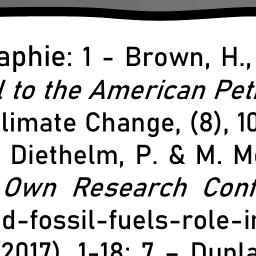 aphie: 1 - Brown, H.,
l to the American Pet
limate Change, (8), 10
Diethelm, P. & M. M
Own Research Conf
d-fossil-fuels-role-i
(2017), 1-18; 7 – Dunla